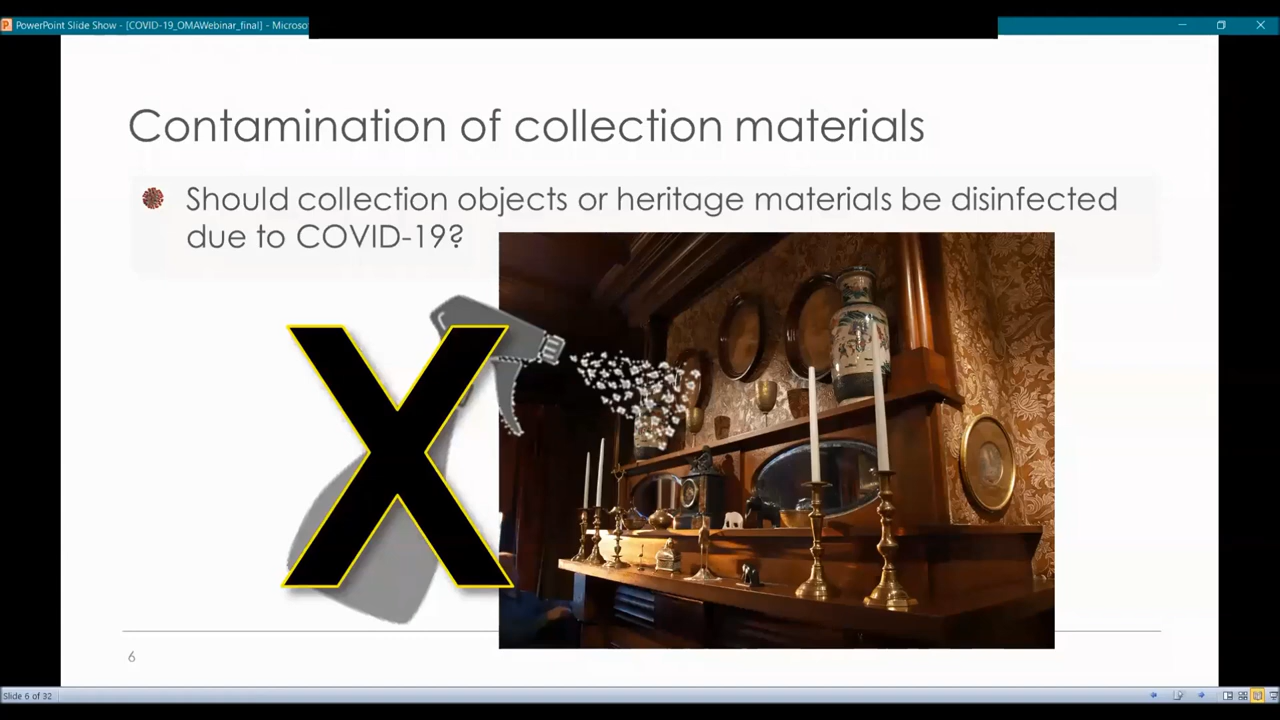 PowerPoint Slide Show - [COVID-19_OMAWebinar_final] - Microso
Contamination of collection materials
Should collection objects or heritage materials be disinfected
due to COVID-19?
X
6
Slide 6 of 32